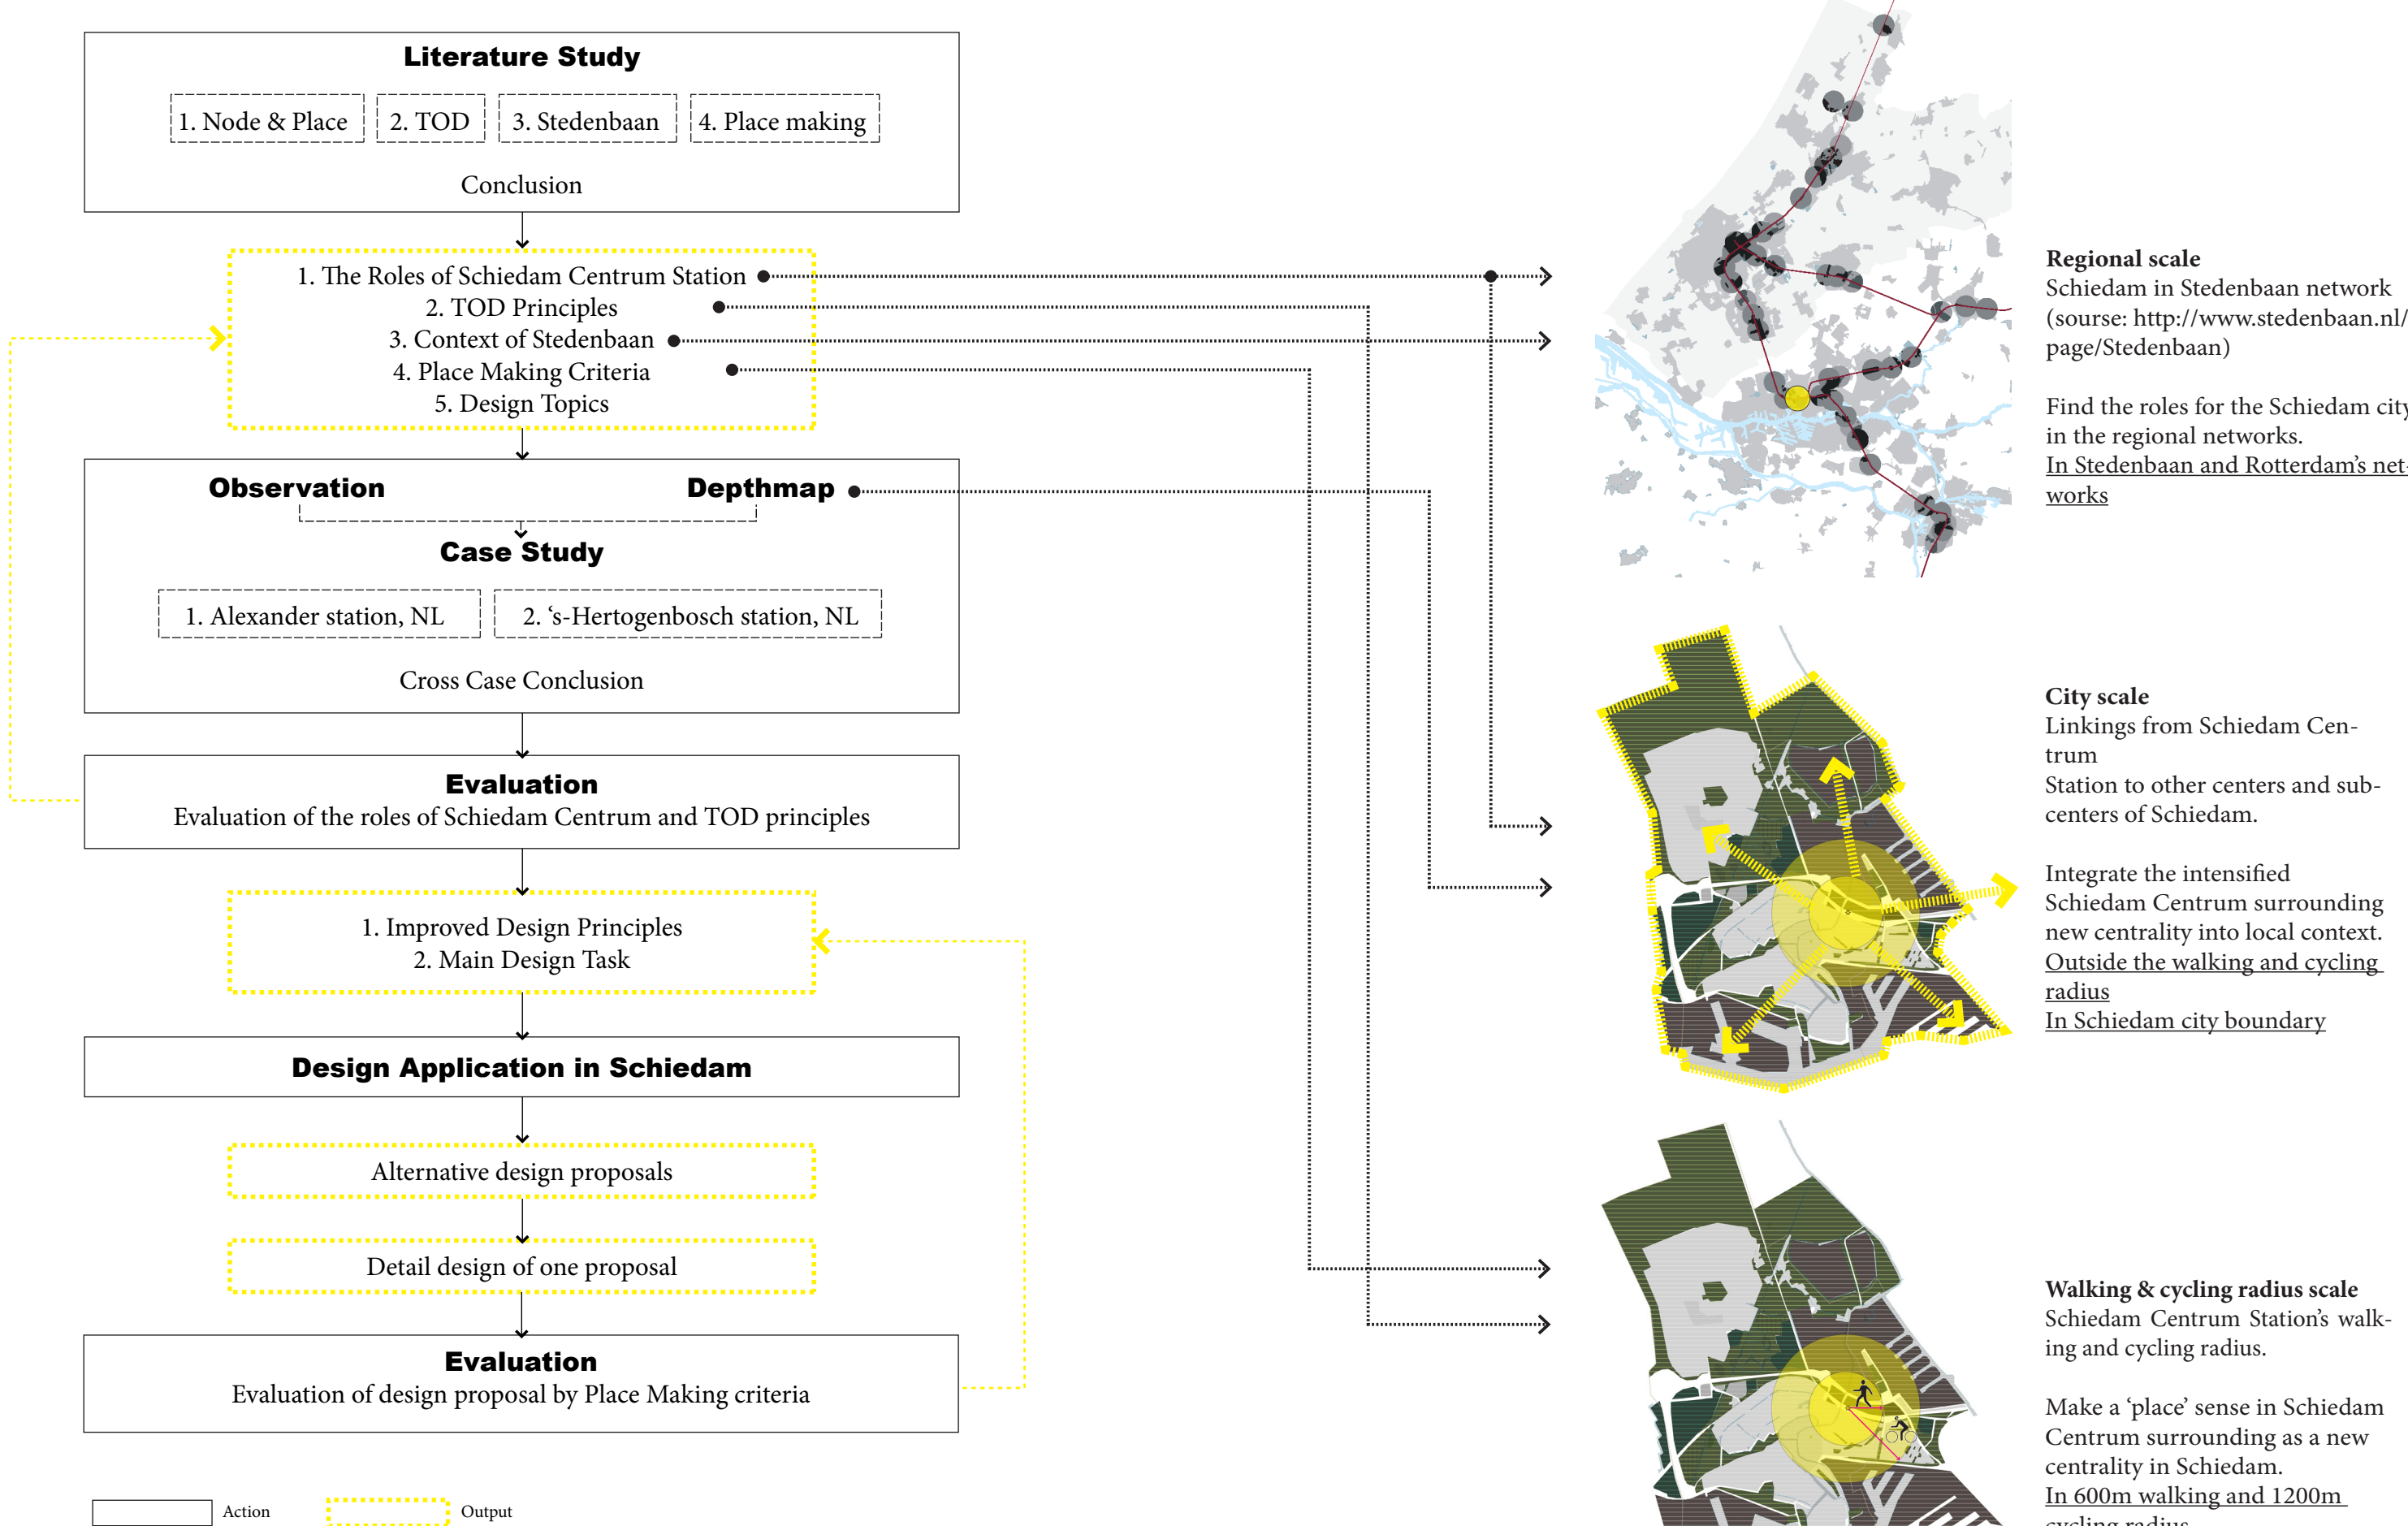 Literature Study
1. Node & Place
2. TOD
3. Stedenbaan
4. Place making
Conclusion
1. The Roles of Schiedam Centrum Station
2. TOD Principles
3. Context of Stedenbaan
4. Place Making Criteria
5. Design Topics
Observation
Depthmap
Case Study
1. Alexander station, NL
2. ‘s-Hertogenbosch station, NL
Cross Case Conclusion
Evaluation
Evaluation of the roles of Schiedam Centrum and TOD principles
1. Improved Design Principles
2. Main Design Task
Design Application in Schiedam
Alternative design proposals
Detail design of one proposal
Evaluation
Evaluation of design proposal by Place Making criteria
Action
Output
Regional scale
Schiedam in Stedenbaan network
(sourse: http://www.stedenbaan.nl/
page/Stedenbaan)
Find the roles for the Schiedam city
in the regional networks.
In Stedenbaan and Rotterdam's net-
works
City scale
Linkings from Schiedam Cen-
trum
Station to other centers and sub-
centers of Schiedam.
Integrate the intensified
Schiedam Centrum surrounding
new centrality into local context.
Outside the walking and cycling
radius
In Schiedam city boundary
Walking & cycling radius scale
Schiedam Centrum Station's walk-
ing and cycling radius.
Make a ‘place’ sense in Schiedam
Centrum surrounding as a new
centrality in Schiedam.
In 600m walking and 1200m
cycling radius